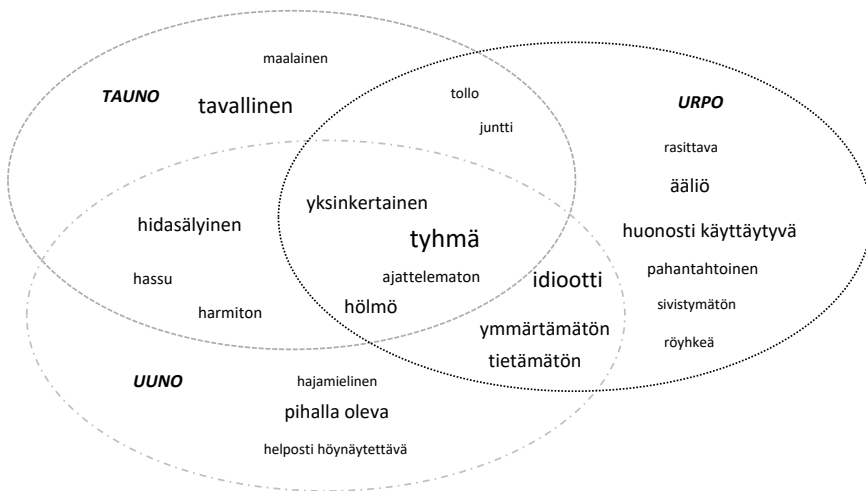 maalainen
TAUNO
tavallinen
tollo
URPO
juntti
rasittava
ääliö
yksinkertainen
hidasälyinen
tyhmä
huonosti käyttäytyvä
hassu
ajattelematon
idiootti
pahantahtoinen
harmiton
hölmö
sivistymätön
ymmärtämätön
röyhkeä
tietämätön
UUNO
hajamielinen
pihalla oleva
helposti höynäytettävä